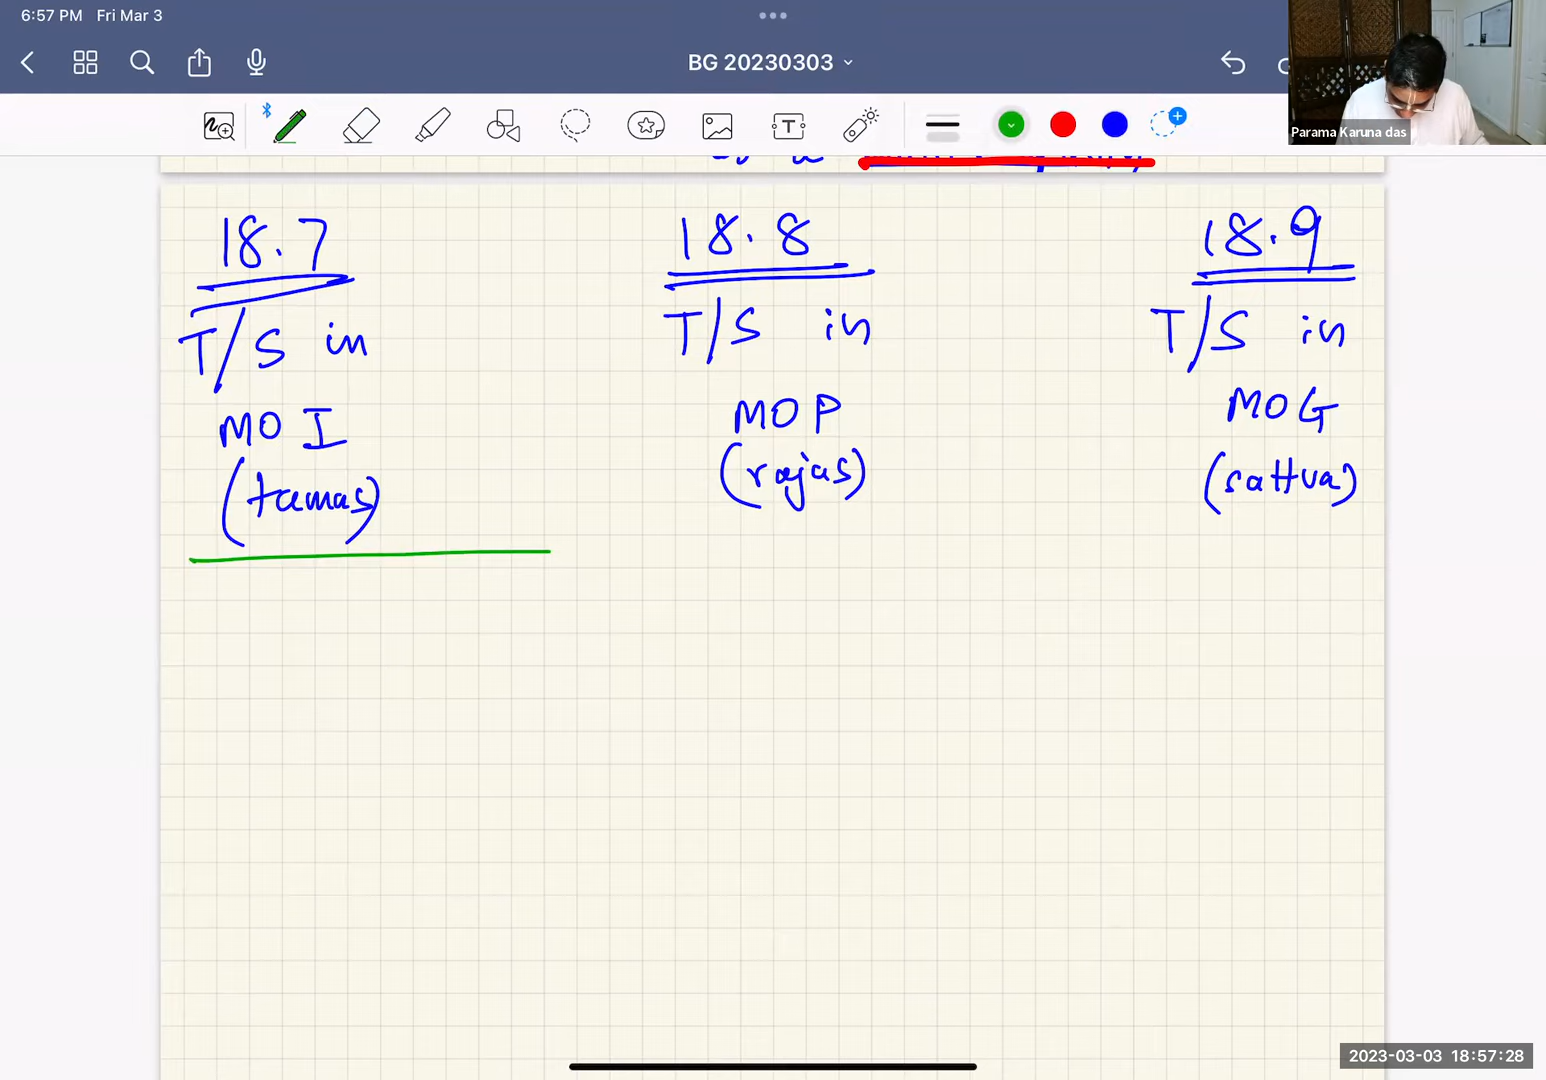 6:57 PM Fri Mar 3
BG 20230303
T
Parama Karuna das
18.7
T/S in
MO I
(tamas)
18.8
T/S in
MOP
(rajas)
18.9
T/S in
MOG
(sattva)
2023-03-03 18:57:28